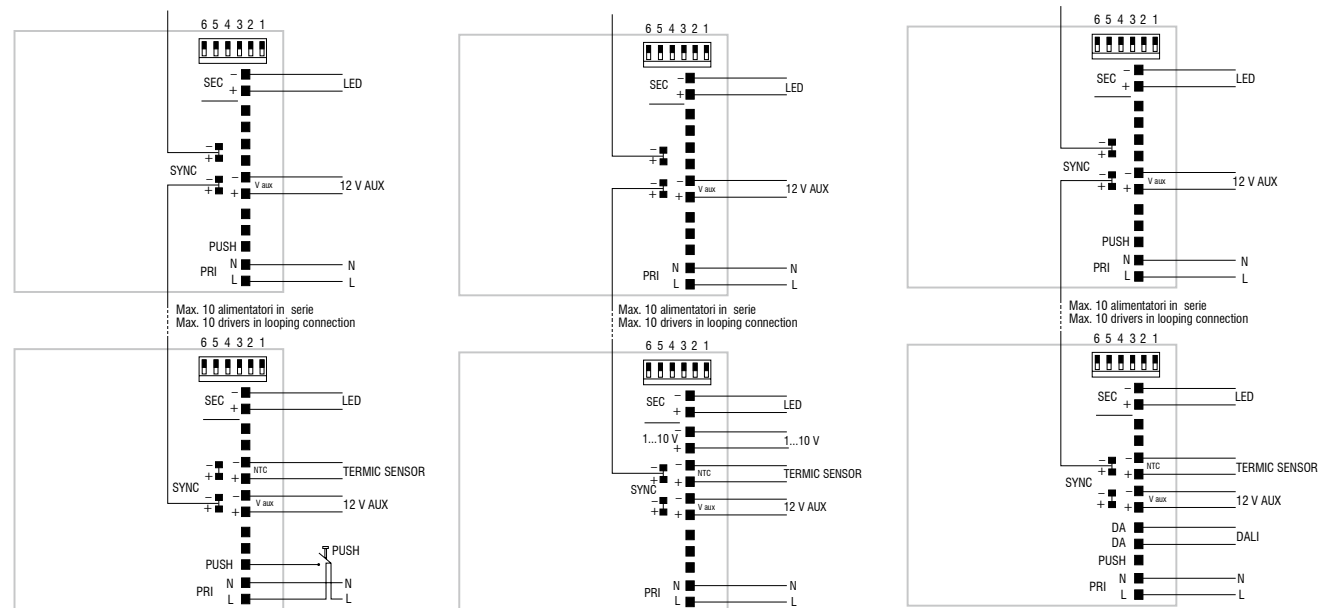 6 5 4 3 2 1
SEC
−
+
LED
−
+
SYNC
−
+
−
+
V aux
12 V AUX
PUSH
PRI
N
L
N
L
Max. 10 alimentatori in serie
Max. 10 drivers in looping connection
6 5 4 3 2 1
SEC
−
+
LED
−
+
−
+
NTC
TERMIC SENSOR
SYNC
−
+
−
+
V aux
12 V AUX
PUSH
PUSH
PRI
N
L
N
L
6 5 4 3 2 1
SEC
−
+
LED
−
+
−
+
−
+
V aux
12 V AUX
PRI
N
L
N
L
Max. 10 alimentatori in serie
Max. 10 drivers in looping connection
6 5 4 3 2 1
SEC
−
+
LED
1...10 V
−
+
1...10 V
−
+
−
+
NTC
TERMIC SENSOR
SYNC
−
+
−
+
V aux
12 V AUX
PRI
N
L
N
L
6 5 4 3 2 1
SEC
−
+
LED
−
+
SYNC
−
+
−
+
V aux
12 V AUX
PUSH
PRI
N
L
N
L
Max. 10 alimentatori in serie
Max. 10 drivers in looping connection
6 5 4 3 2 1
SEC
−
+
LED
−
+
−
+
NTC
TERMIC SENSOR
SYNC
−
+
−
+
V aux
12 V AUX
DA
DA
DALI
PUSH
PRI
N
L
N
L